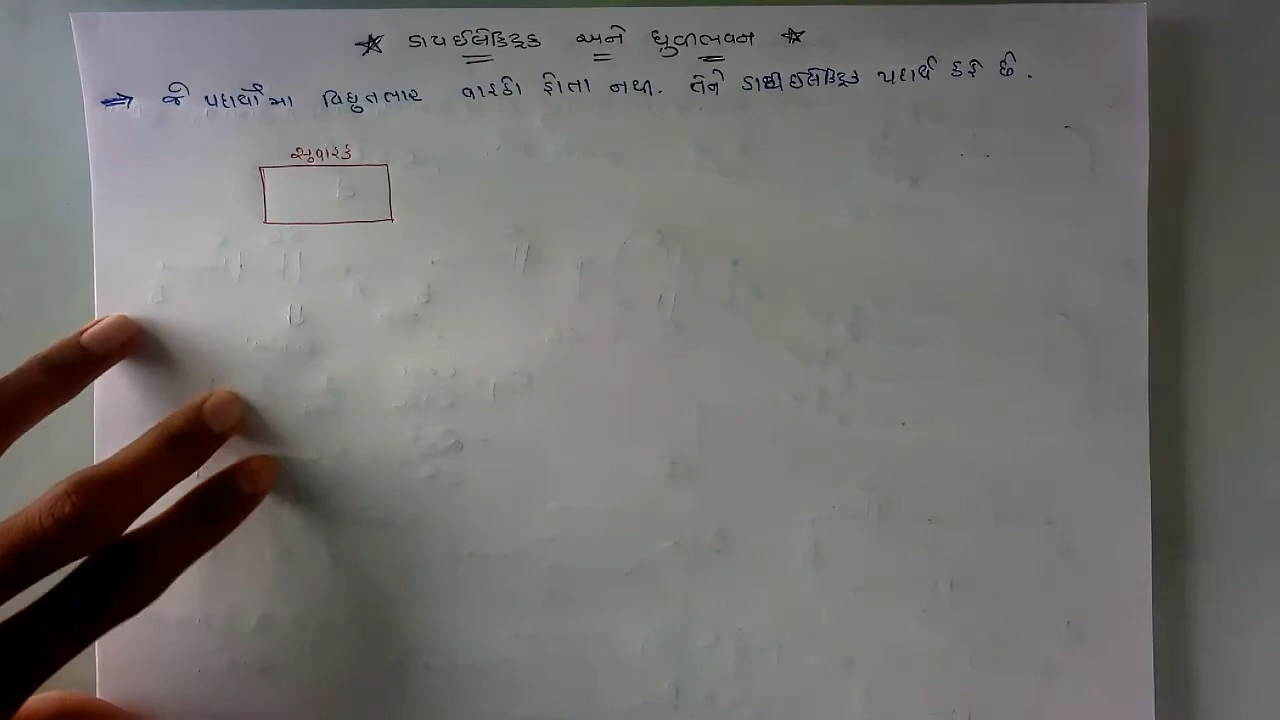 ★ ડાયઈલેક્ટ્રિક અને ધ્રુવીભવન ★
⇒ જે પદાર્થોમાં વિદ્યુતભાર વાહકો હોતા નથી. તેને ડાયઈલેક્ટ્રિક પદાર્થ કહે છે.
સુવાહક